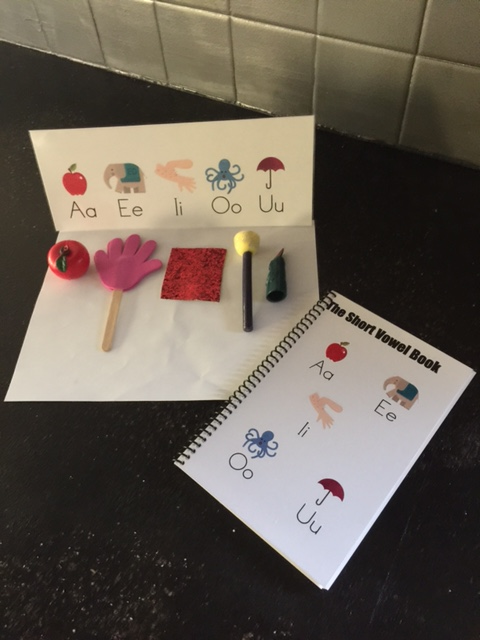 Aa Ee Ii Oo Uu
The Short Vowel Book
Aa
Ee
Ii
Oo
Uu